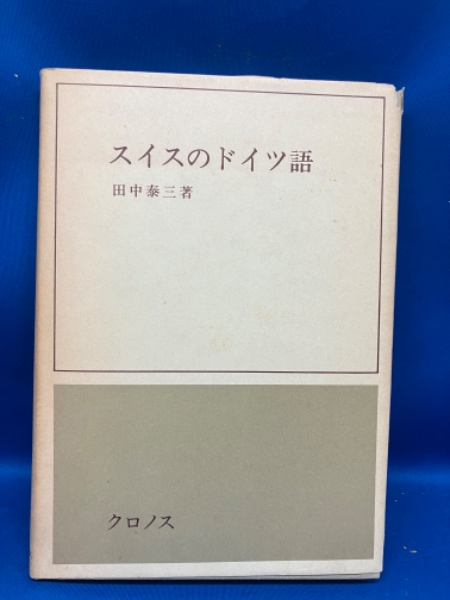 スイスのドイツ語
田中泰三著
クロノス